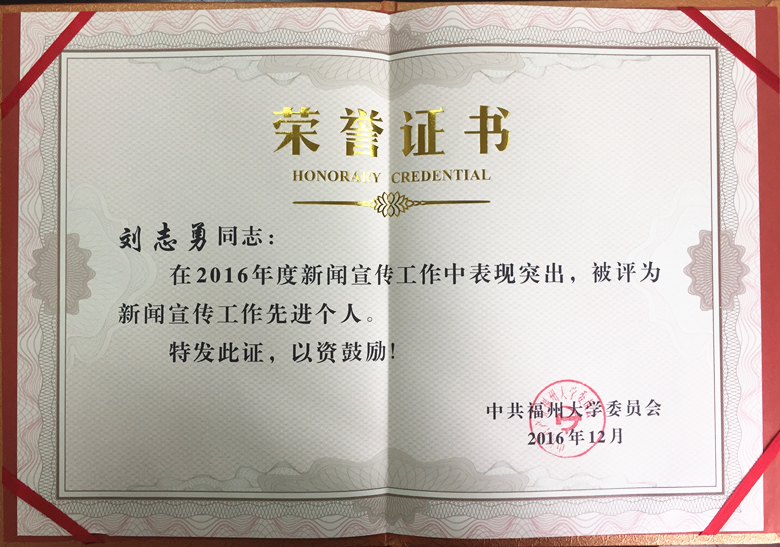 荣誉证书
HONORARY CREDENTIAL
刘志勇同志：
在2016年度新闻宣传工作中表现突出，被评为
新闻宣传工作先进个人。
特发此证，以资鼓励！
中共福州大学委员会
2016年12月